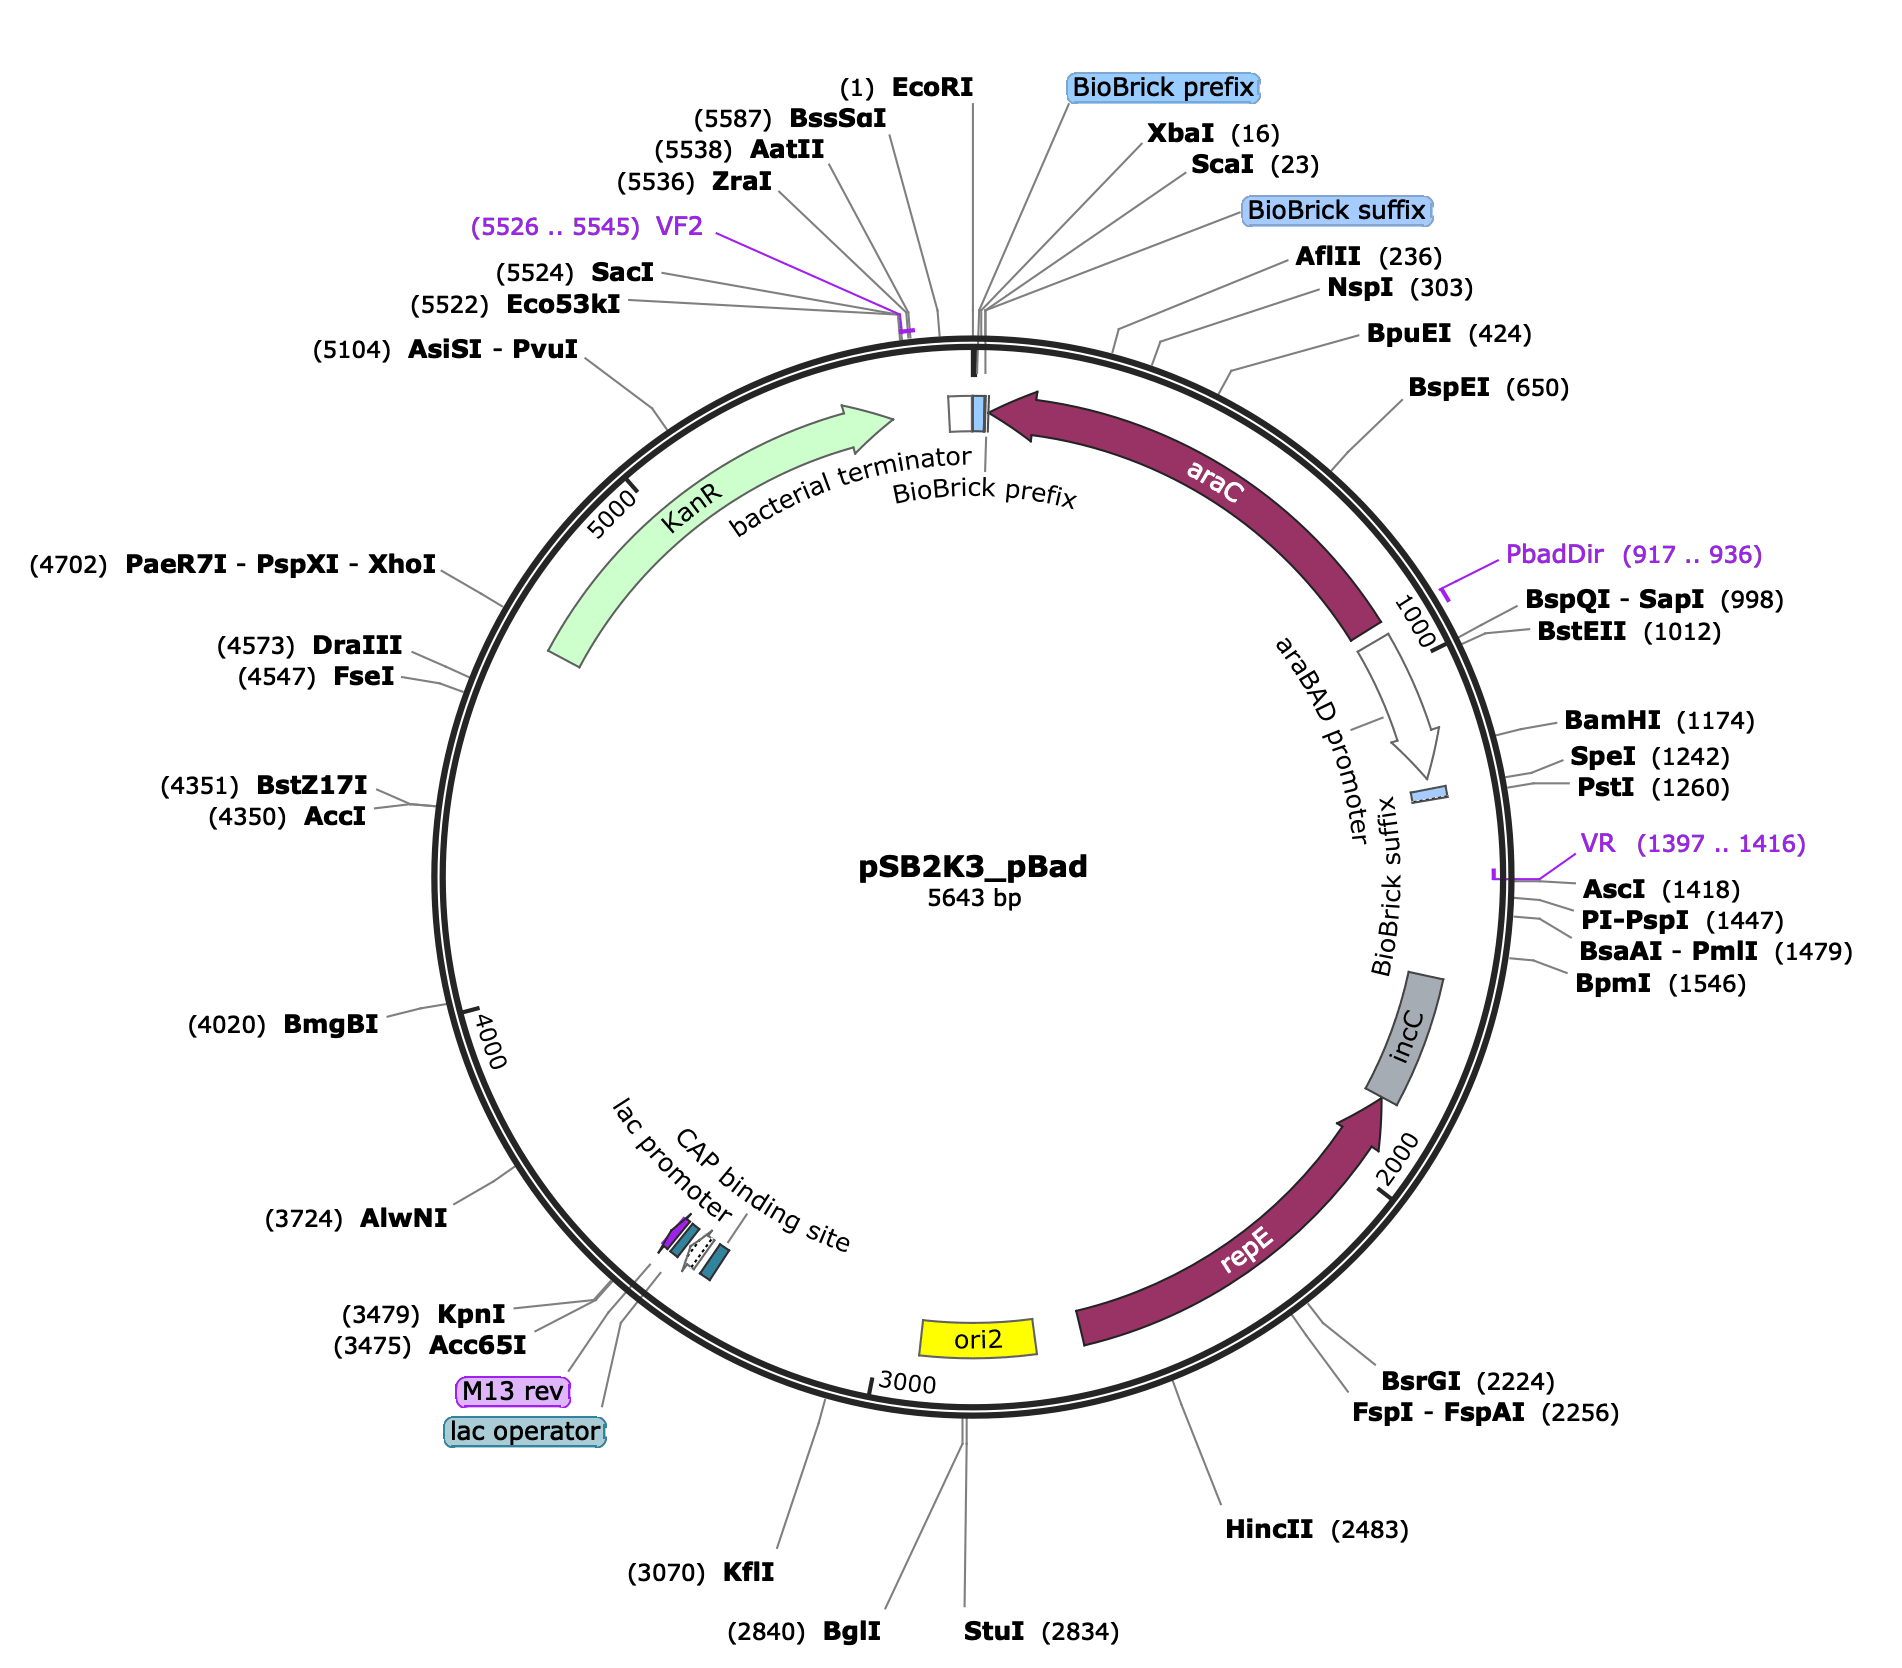 (1) EcoRI
BioBrick prefix
(5587) BssSαI
XbaI (16)
(5538) AatII
ScaI (23)
(5536) ZraI
BioBrick suffix
(5526 .. 5545) VF2
AflII (236)
(5524) SacI
NspI (303)
(5522) Eco53kI
BpuEI (424)
(5104) AsiSI - PvuI
BspEI (650)
araC
bacterial terminator
BioBrick prefix
KanR
5000
(4702) PaeR7I - PspXI - XhoI
PbadDir (917 .. 936)
1000
BspQI - SapI (998)
BstEII (1012)
(4573) DraIII
(4547) FseI
araBAD promoter
BamHI (1174)
SpeI (1242)
(4351) BstZ17I
PstI (1260)
(4350) AccI
BioBrick suffix
VR (1397 .. 1416)
pSB2K3_pBad
5643 bp
AscI (1418)
PI-PspI (1447)
BsaAI - PmlI (1479)
BpmI (1546)
(4020) BmgBI
4000
incC
lac promoter
CAP binding site
2000
(3724) AlwNI
repE
(3479) KpnI
(3475) Acc65I
ori2
3000
M13 rev
lac operator
BsrGI (2224)
FspI - FspAI (2256)
HincII (2483)
(3070) KflI
(2840) BglI
StuI (2834)